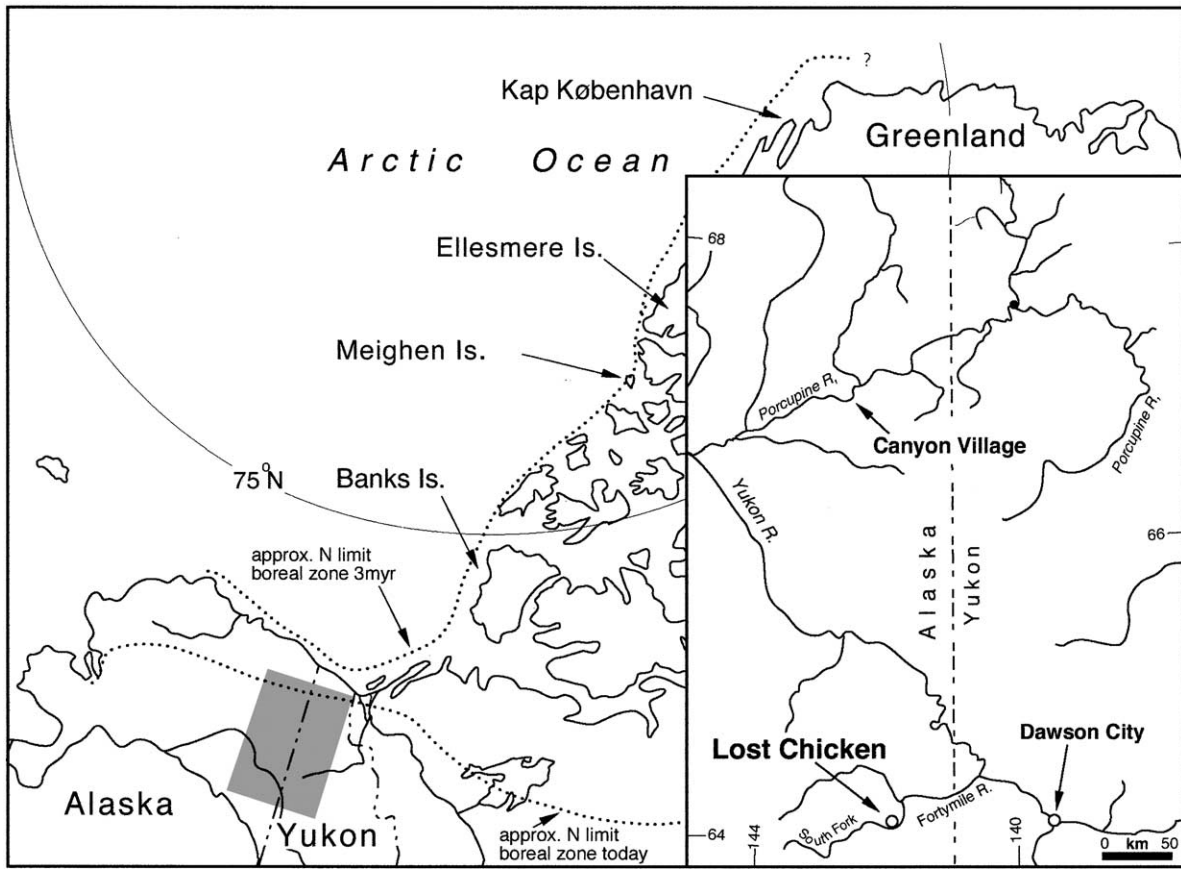 ?
Kap København
Greenland
Arctic Ocean
Ellesmere Is.
Meighen Is.
75°N
Banks Is.
approx. N limit
boreal zone 3myr
Alaska
Yukon
approx. N limit
boreal zone today
68
Porcupine R,
Canyon Village
Porcupine R,
Yukon R.
66
Alaska
Yukon
Lost Chicken
Dawson City
South Fork
Fortymile R.
64
144
140
0 km 50